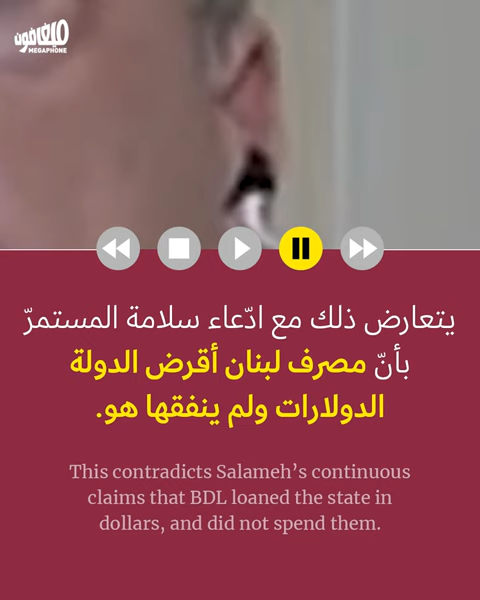 ميغافون
MEGAPHONE
يتعارض ذلك مع ادّعاء سلامة المستمرّ
بأنّ مصرف لبنان أقرض الدولة
الدولارات ولم ينفقها هو.
This contradicts Salameh’s continuous
claims that BDL loaned the state in
dollars, and did not spend them.